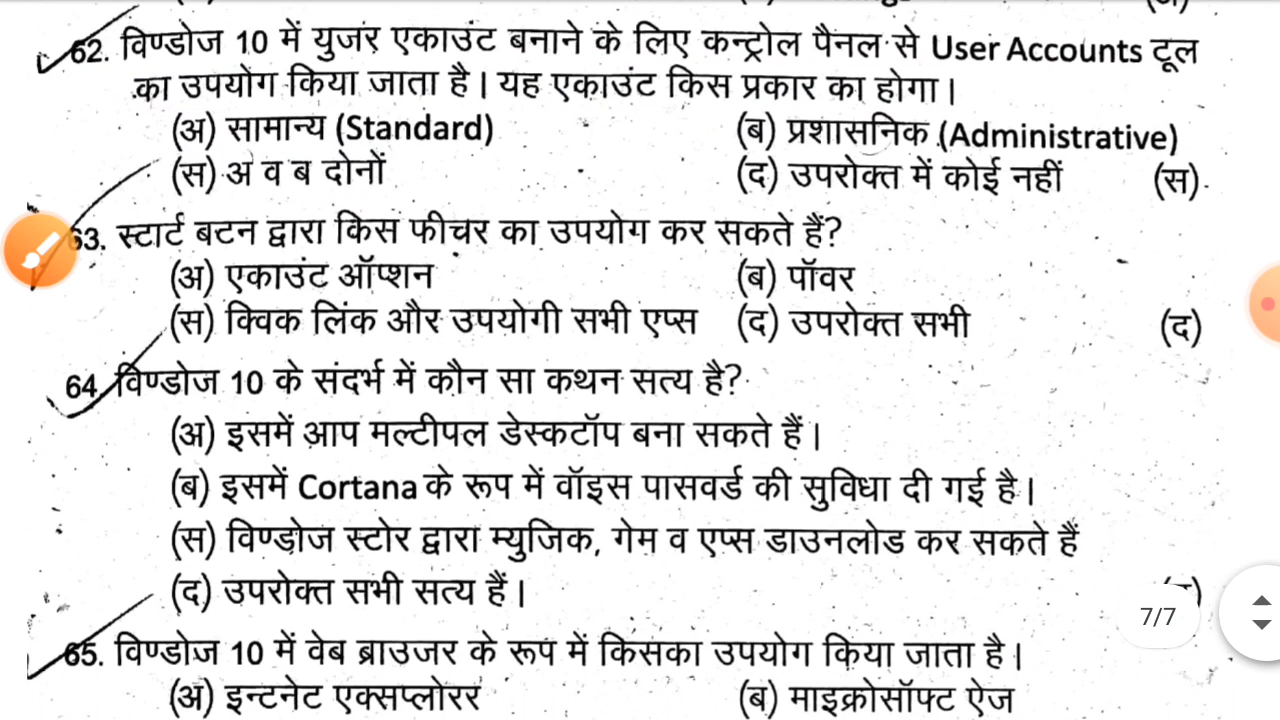 62. विण्डोज 10 में युजर एकाउंट बनाने के लिए कन्ट्रोल पैनल से User Accounts टूल
का उपयोग किया जाता है। यह एकाउंट किस प्रकार का होगा।
(अ) सामान्य (Standard) (ब) प्रशासनिक (Administrative)
(स) अ व ब दोनों (द) उपरोक्त में कोई नहीं (स)
63. स्टार्ट बटन द्वारा किस फीचर का उपयोग कर सकते हैं?
(अ) एकाउंट ऑप्शन (ब) पॉवर
(स) क्विक लिंक और उपयोगी सभी एप्स (द) उपरोक्त सभी (द)
64. विण्डोज 10 के संदर्भ में कौन सा कथन सत्य है?
(अ) इसमें आप मल्टीपल डेस्कटॉप बना सकते हैं।
(ब) इसमें Cortana के रूप में वॉइस पासवर्ड की सुविधा दी गई है।
(स) विण्डोज स्टोर द्वारा म्युजिक, गेम व एप्स डाउनलोड कर सकते हैं
(द) उपरोक्त सभी सत्य हैं।
7/7
65. विण्डोज 10 में वेब ब्राउजर के रूप में किसका उपयोग किया जाता है।
(अ) इन्टनेट एक्सप्लोरर (ब) माइक्रोसॉफ्ट ऐज